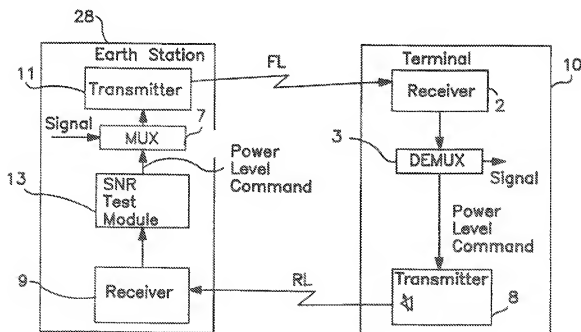 28
Earth Station
11
Transmitter
Signal
MUX
7
Power
Level
Command
13
SNR
Test
Module
9
Receiver
FL
RL
Terminal
10
Receiver
2
3
DEMUX
Signal
Power
Level
Command
Transmitter
8